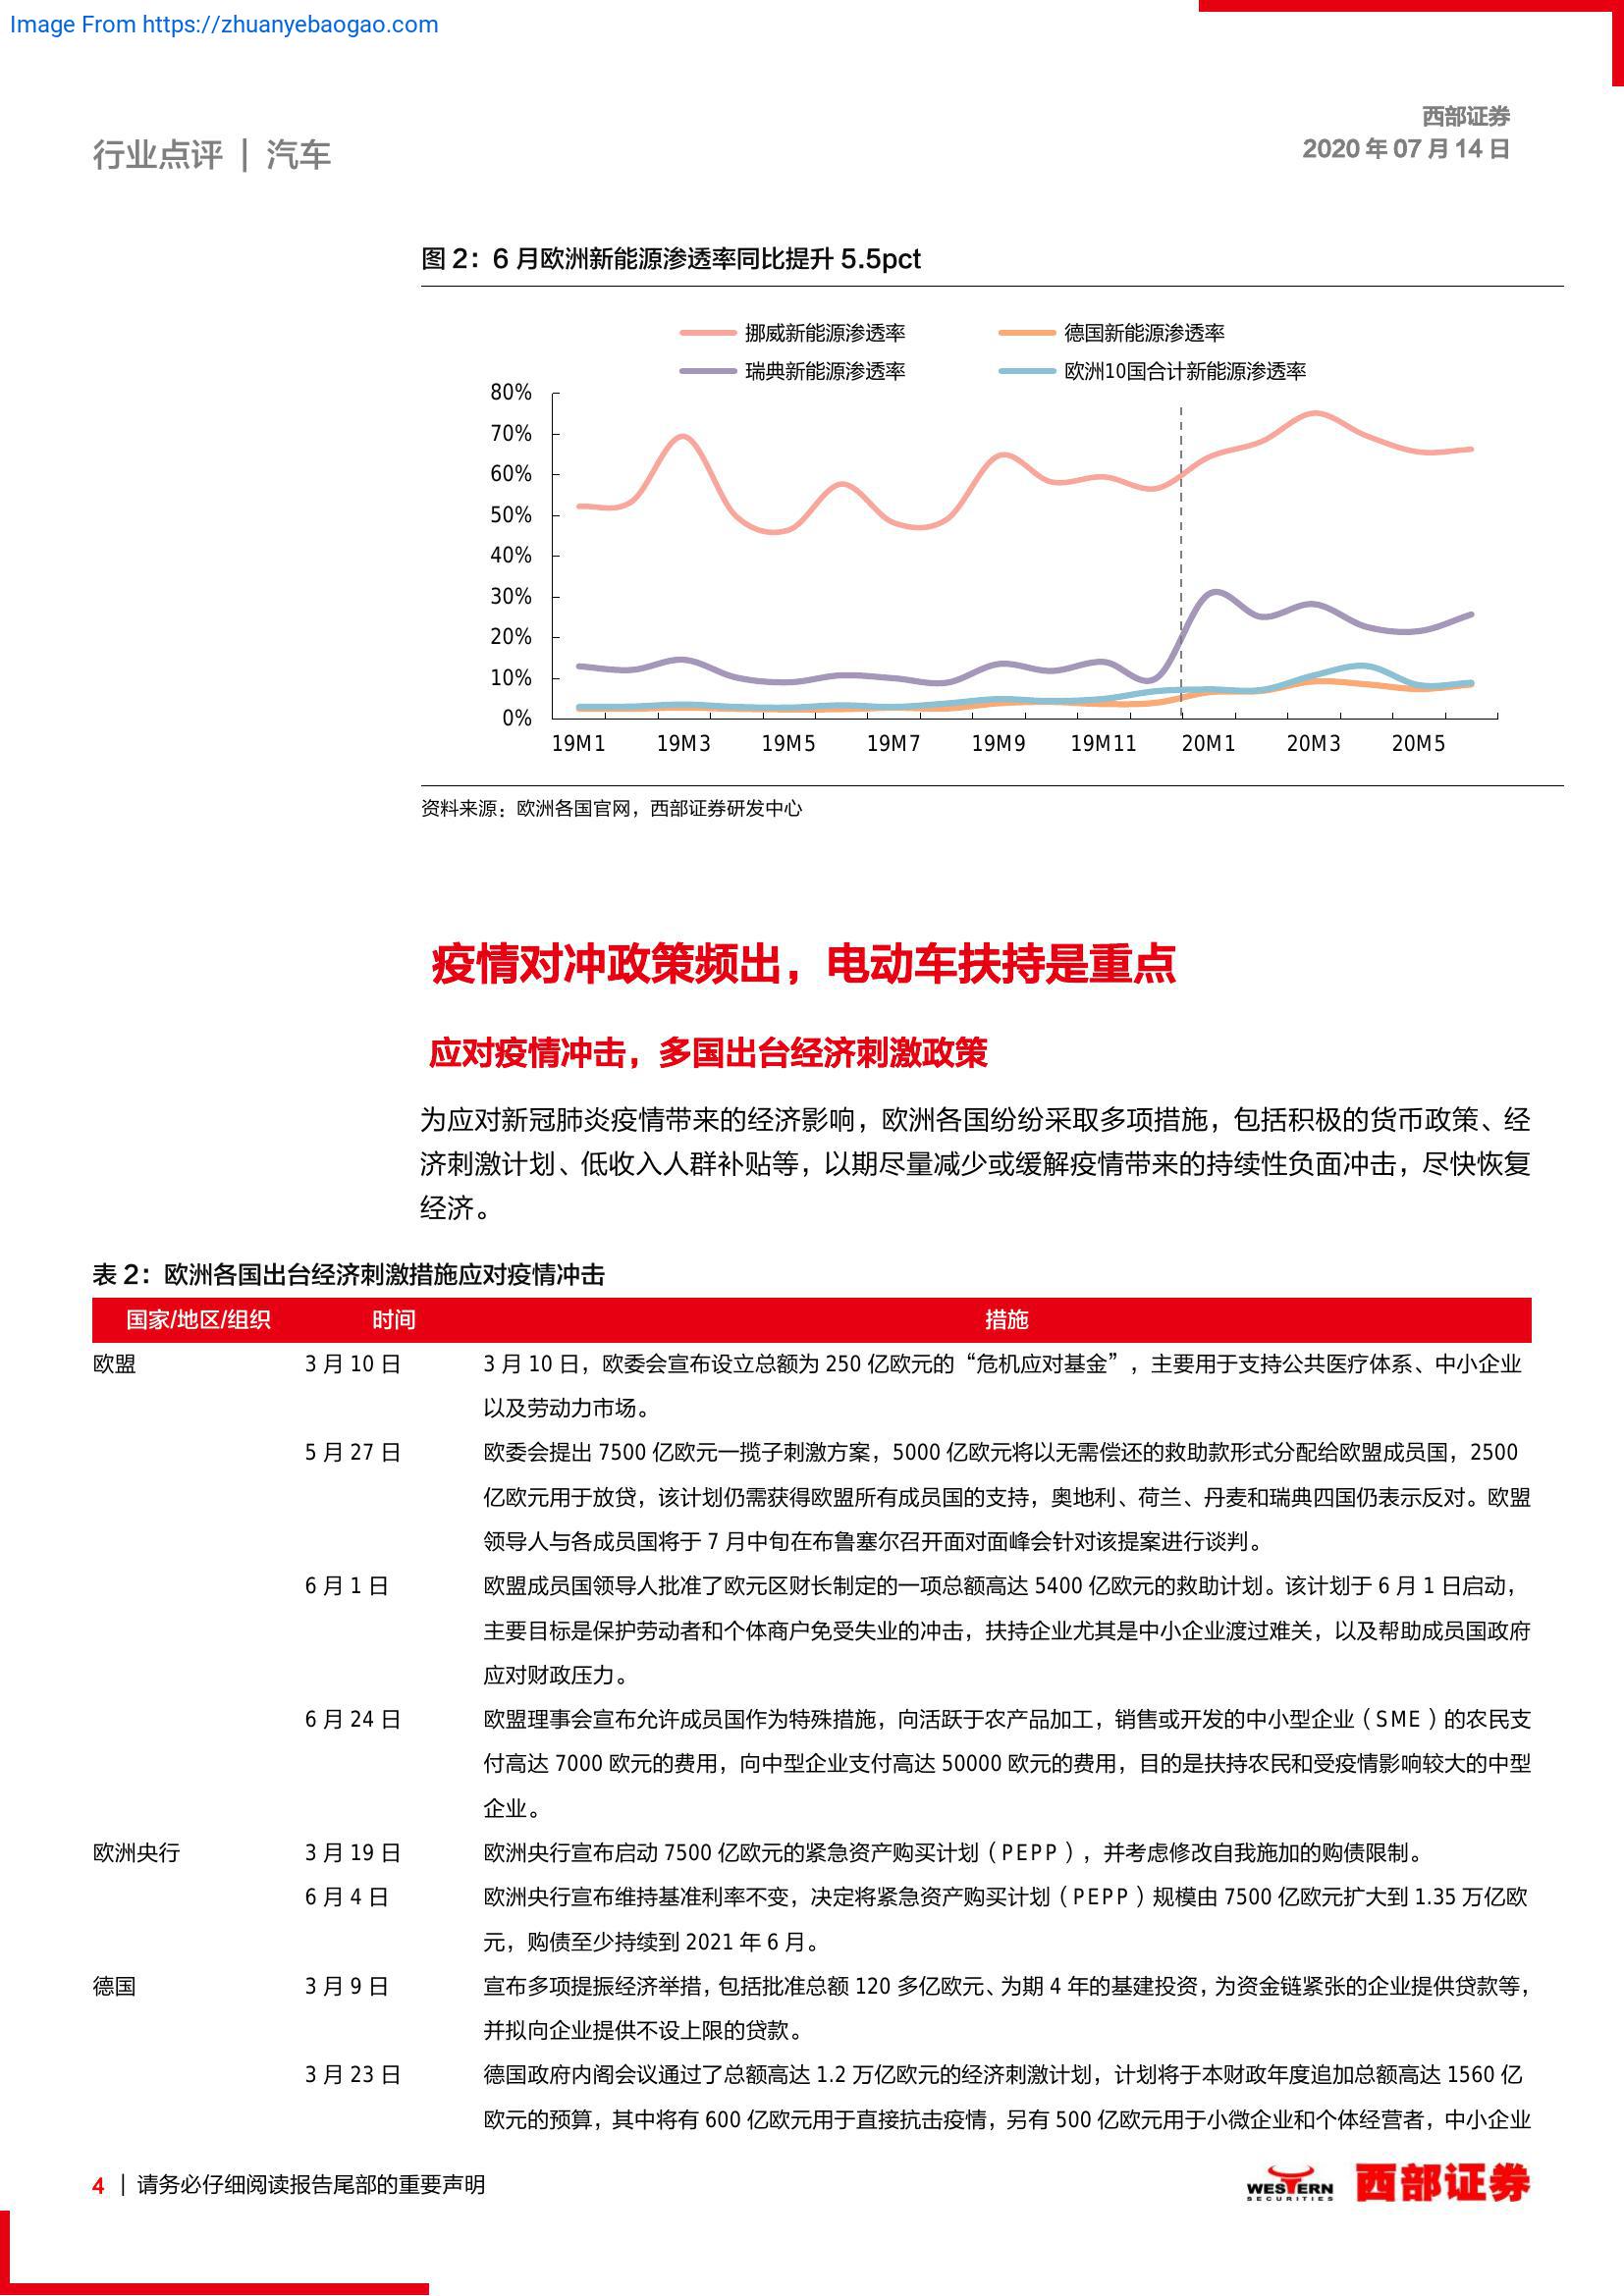 Image From https://zhuanyebaogao.com
西部证券
2020 年 07 月 14 日
行业点评 | 汽车
图 2：6 月欧洲新能源渗透率同比提升 5.5pct
挪威新能源渗透率 德国新能源渗透率
瑞典新能源渗透率 欧洲10国合计新能源渗透率
80%
70%
60%
50%
40%
30%
20%
10%
0%
19M1 19M3 19M5 19M7 19M9 19M11 20M1 20M3 20M5
资料来源：欧洲各国官网，西部证券研发中心
疫情对冲政策频出，电动车扶持是重点
应对疫情冲击，多国出台经济刺激政策
为应对新冠肺炎疫情带来的经济影响，欧洲各国纷纷采取多项措施，包括积极的货币政策、经
济刺激计划、低收入人群补贴等，以期尽量减少或缓解疫情带来的持续性负面冲击，尽快恢复
经济。
表 2：欧洲各国出台经济刺激措施应对疫情冲击
国家/地区/组织 时间 措施
欧盟 3 月 10 日 3 月 10 日，欧委会宣布设立总额为 250 亿欧元的“危机应对基金”，主要用于支持公共医疗体系、中小企业
以及劳动力市场。
5 月 27 日 欧委会提出 7500 亿欧元一揽子刺激方案，5000 亿欧元将以无需偿还的救助款形式分配给欧盟成员国，2500
亿欧元用于放贷，该计划仍需获得欧盟所有成员国的支持，奥地利、荷兰、丹麦和瑞典四国仍表示反对。欧盟
领导人与各成员国将于 7 月中旬在布鲁塞尔召开面对面峰会针对该提案进行谈判。
6 月 1 日 欧盟成员国领导人批准了欧元区财长制定的一项总额高达 5400 亿欧元的救助计划。该计划于 6 月 1 日启动，
主要目标是保护劳动者和个体商户免受失业的冲击，扶持企业尤其是中小企业渡过难关，以及帮助成员国政府
应对财政压力。
6 月 24 日 欧盟理事会宣布允许成员国作为特殊措施，向活跃于农产品加工，销售或开发的中小型企业（SME）的农民支
付高达 7000 欧元的费用，向中型企业支付高达 50000 欧元的费用，目的是扶持农民和受疫情影响较大的中型
企业。
欧洲央行 3 月 19 日 欧洲央行宣布启动 7500 亿欧元的紧急资产购买计划（PEPP），并考虑修改自我施加的购债限制。
6 月 4 日 欧洲央行宣布维持基准利率不变，决定将紧急资产购买计划（PEPP）规模由 7500 亿欧元扩大到 1.35 万亿欧
元，购债至少持续到 2021 年 6 月。
德国 3 月 9 日 宣布多项提振经济举措，包括批准总额 120 多亿欧元、为期 4 年的基建投资，为资金链紧张的企业提供贷款等，
并拟向企业提供不设上限的贷款。
3 月 23 日 德国政府内阁会议通过了总额高达 1.2 万亿欧元的经济刺激计划，计划将于本财政年度追加总额高达 1560 亿
欧元的预算，其中将有 600 亿欧元用于直接抗击疫情，另有 500 亿欧元用于小微企业和个体经营者，中小企业
4 | 请务必仔细阅读报告尾部的重要声明
WESTERN
SECURITIES
西部证券